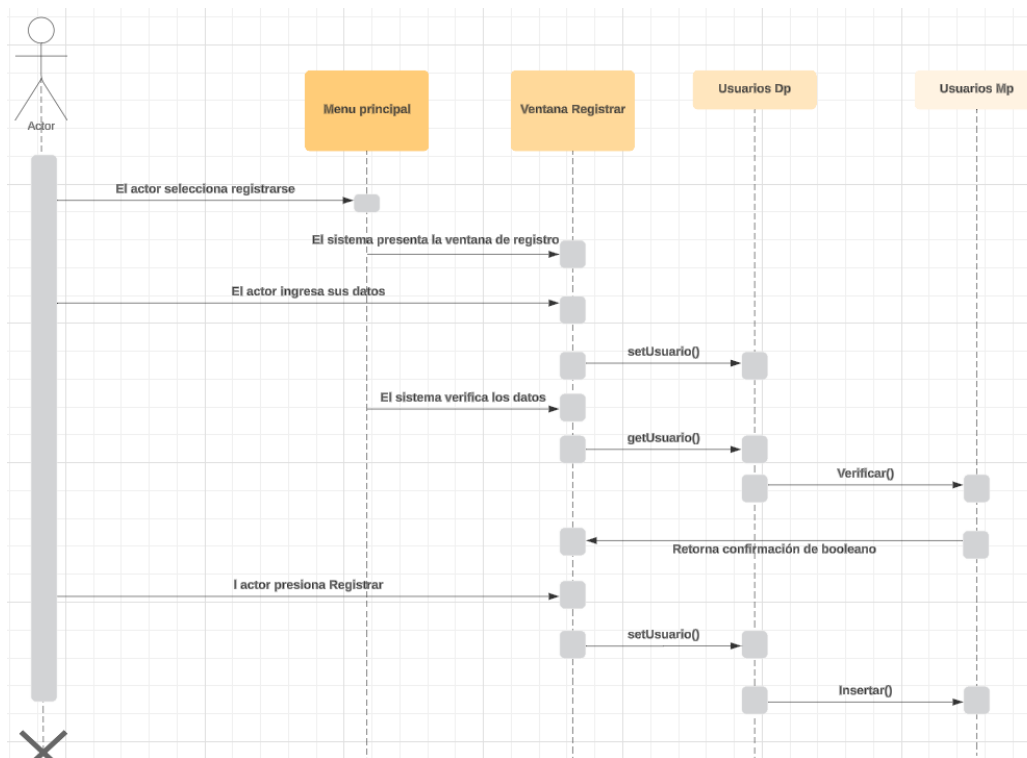 Actor
Menu principal
Ventana Registrar
Usuarios Dp
Usuarios Mp
El actor selecciona registrarse
El sistema presenta la ventana de registro
El actor ingresa sus datos
setUsuario()
El sistema verifica los datos
getUsuario()
Verificar()
Retorna confirmación de booleano
l actor presiona Registrar
setUsuario()
Insertar()